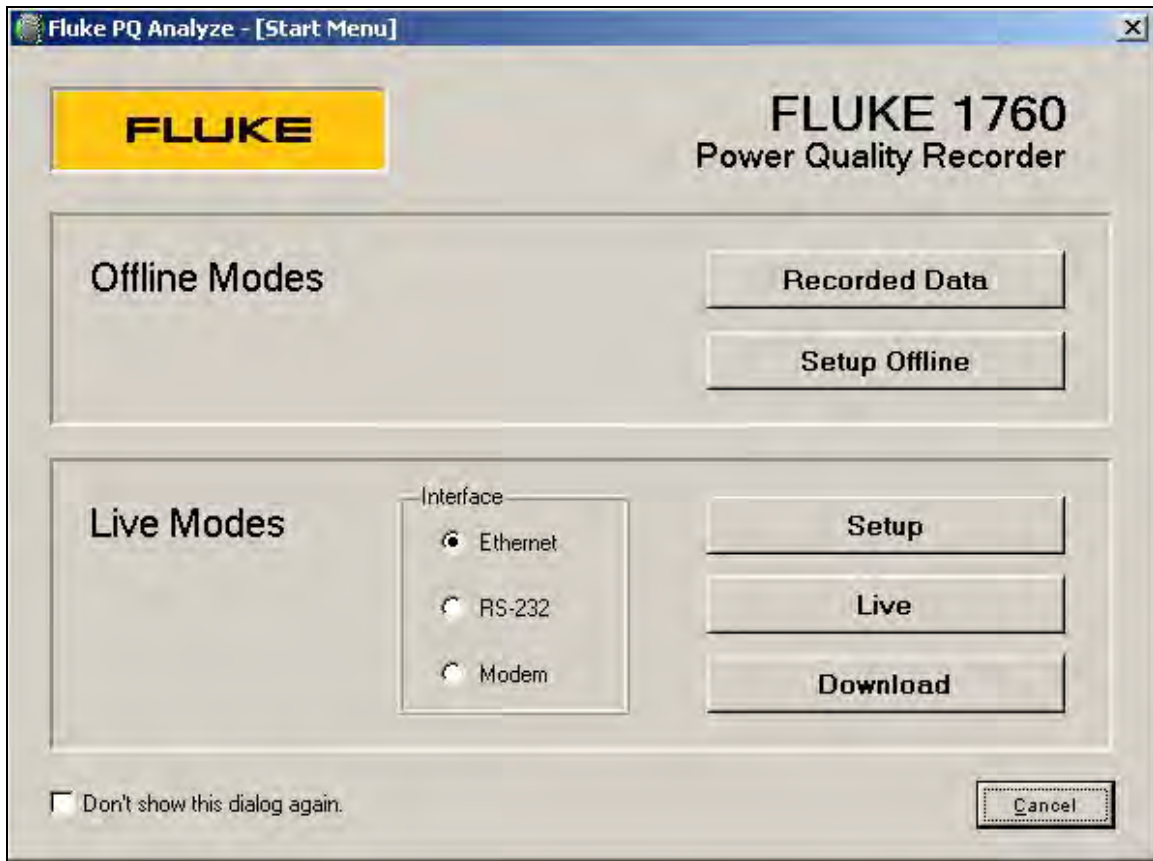 Fluke PQ Analyze - [Start Menu]
FLUKE
FLUKE 1760
Power Quality Recorder
Offline Modes
Recorded Data
Setup Offline
Live Modes
Interface
Ethernet
RS-232
Modem
Setup
Live
Download
Don't show this dialog again.
Cancel